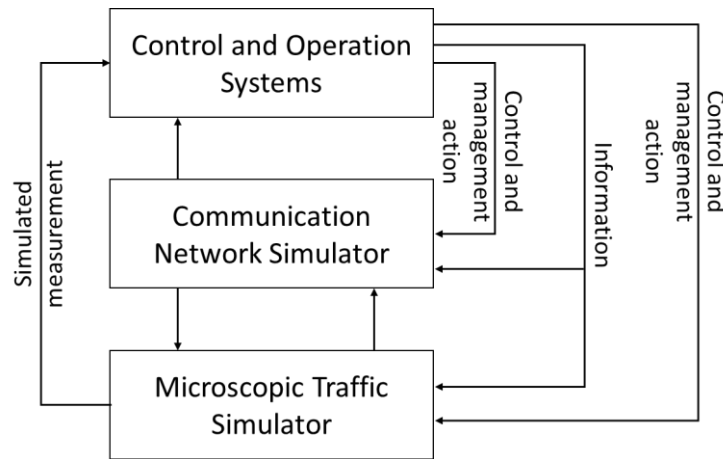 Control and Operation
Systems
Simulated
measurement
Control and
management
action
Information
Control and
management
action
Communication
Network Simulator
Microscopic Traffic
Simulator